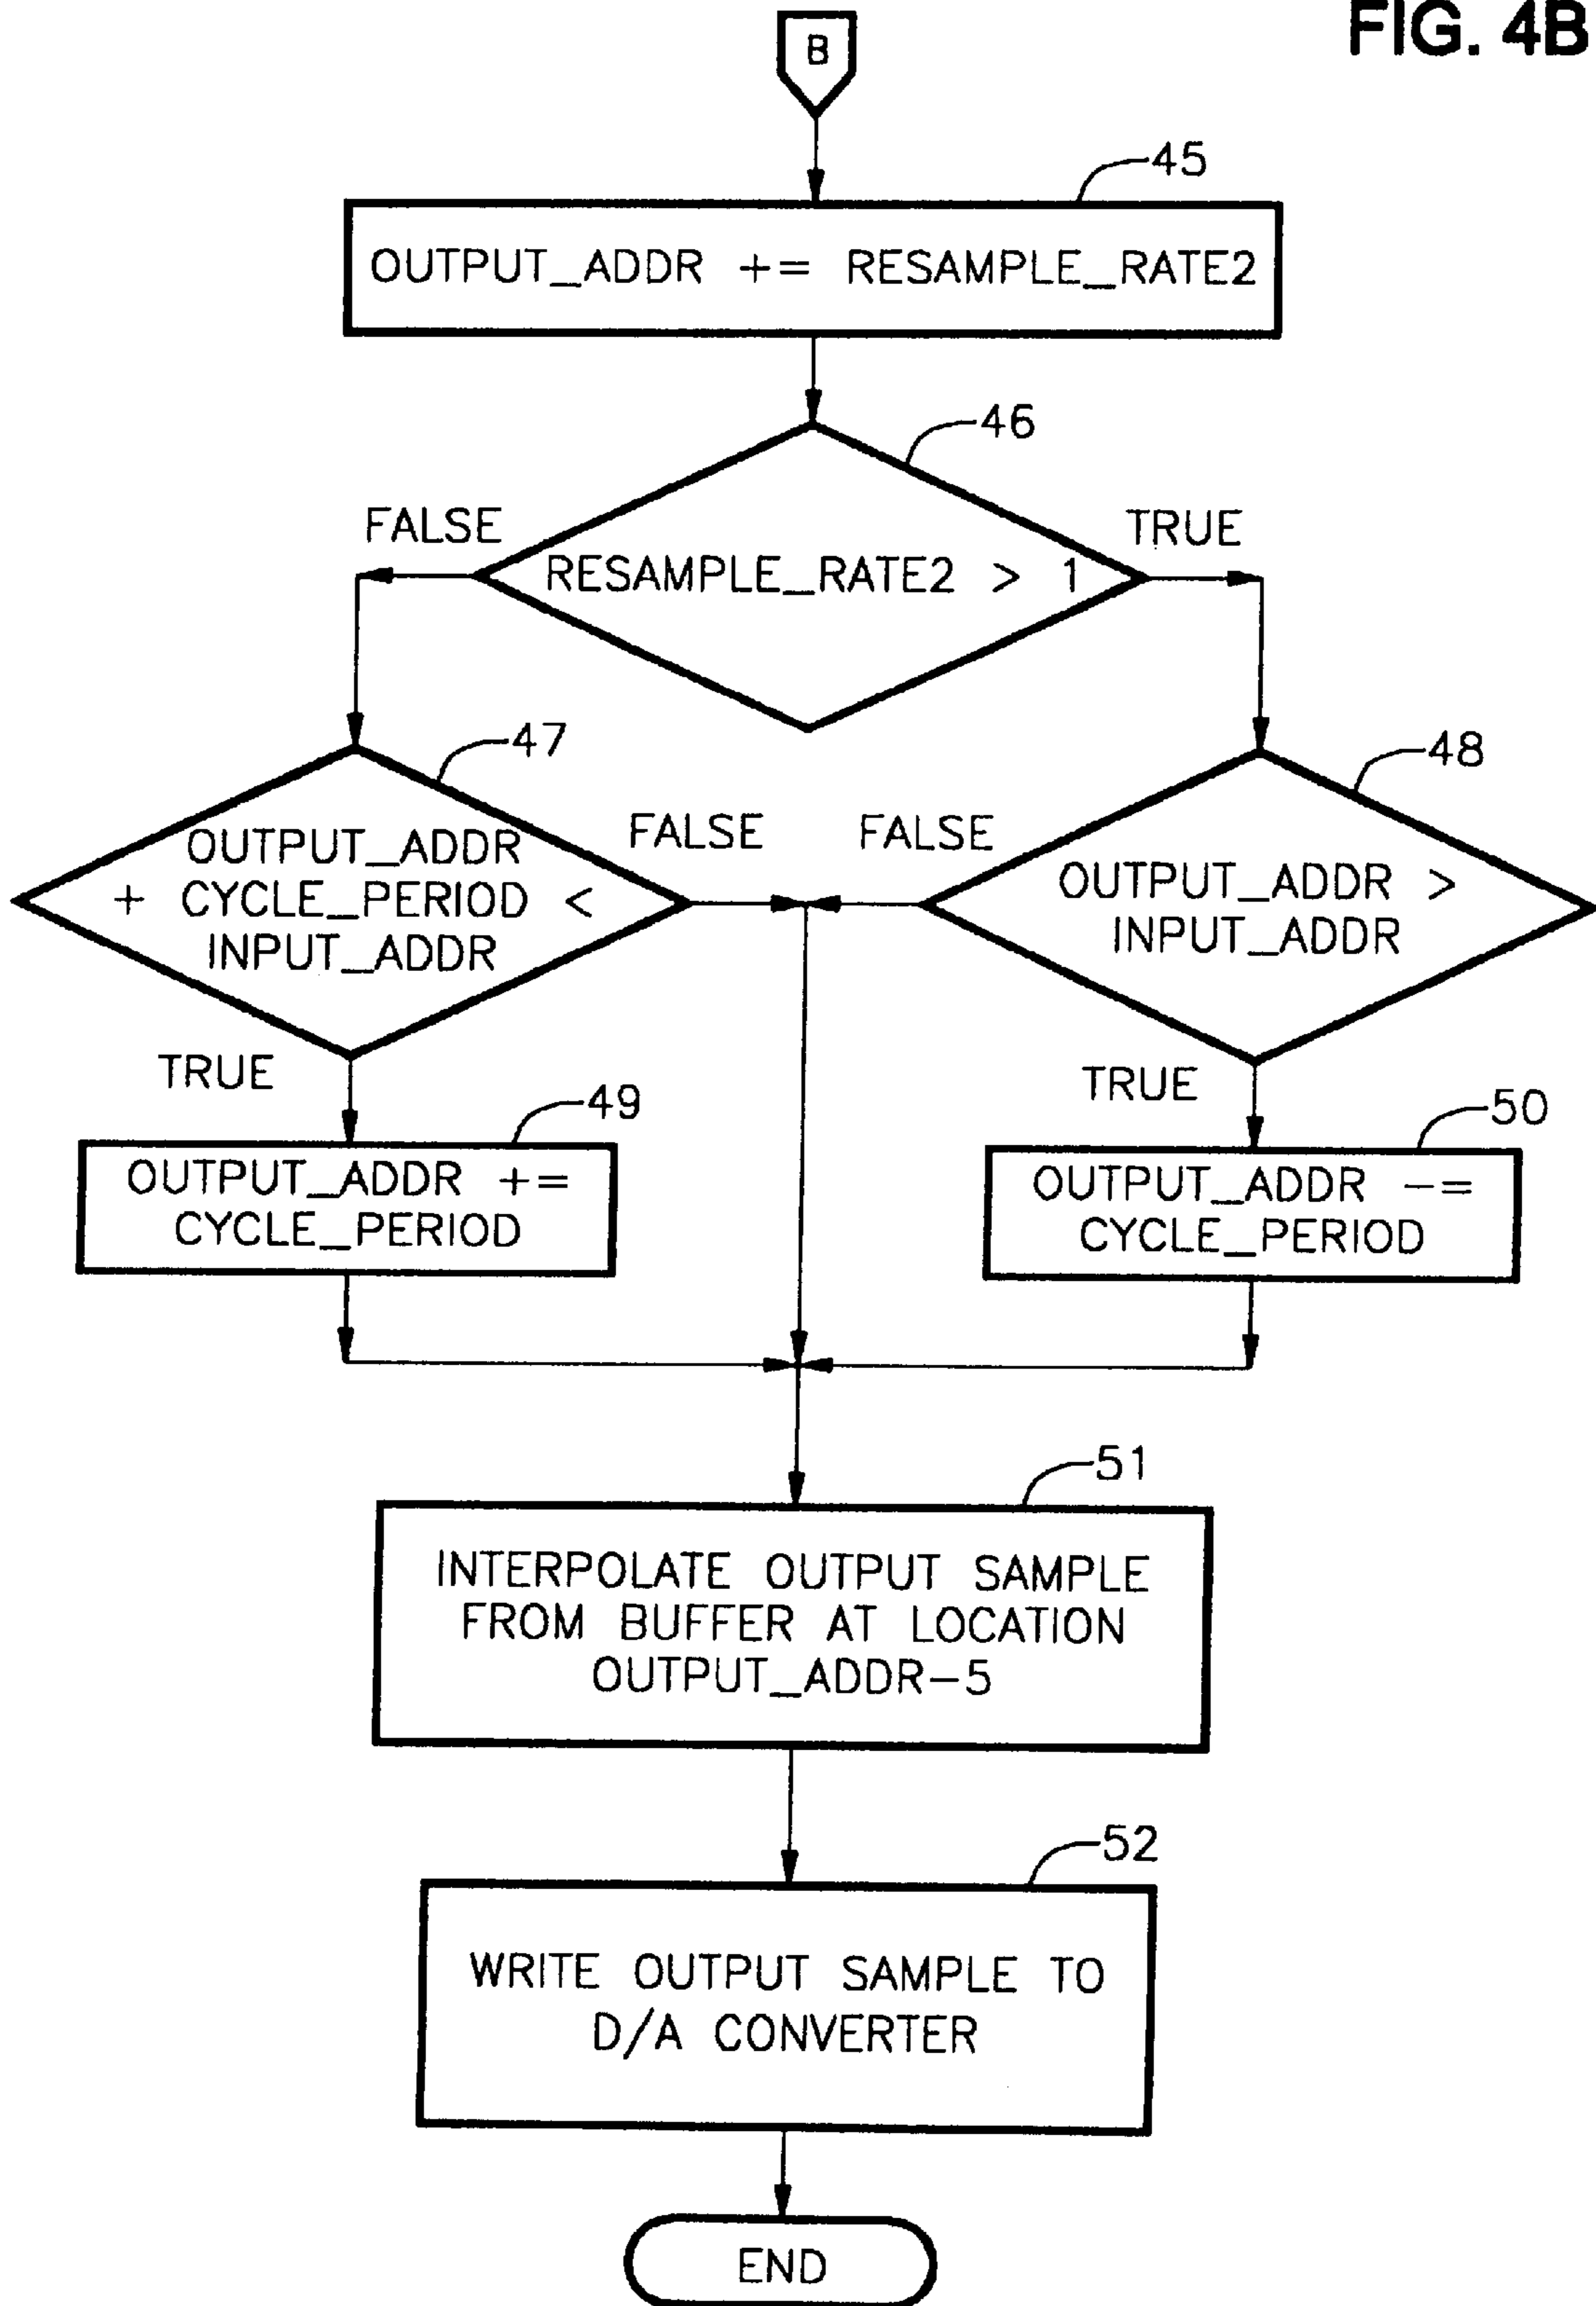 FIG. 4B
B
45
OUTPUT_ADDR += RESAMPLE_RATE2
46
FALSE
TRUE
RESAMPLE_RATE2 > 1
47
48
FALSE
FALSE
OUTPUT_ADDR
+ CYCLE_PERIOD <
INPUT_ADDR
OUTPUT_ADDR >
INPUT_ADDR
TRUE
TRUE
49
50
OUTPUT_ADDR +=
CYCLE_PERIOD
OUTPUT_ADDR -=
CYCLE_PERIOD
51
INTERPOLATE OUTPUT SAMPLE
FROM BUFFER AT LOCATION
OUTPUT_ADDR-5
52
WRITE OUTPUT SAMPLE TO
D/A CONVERTER
END